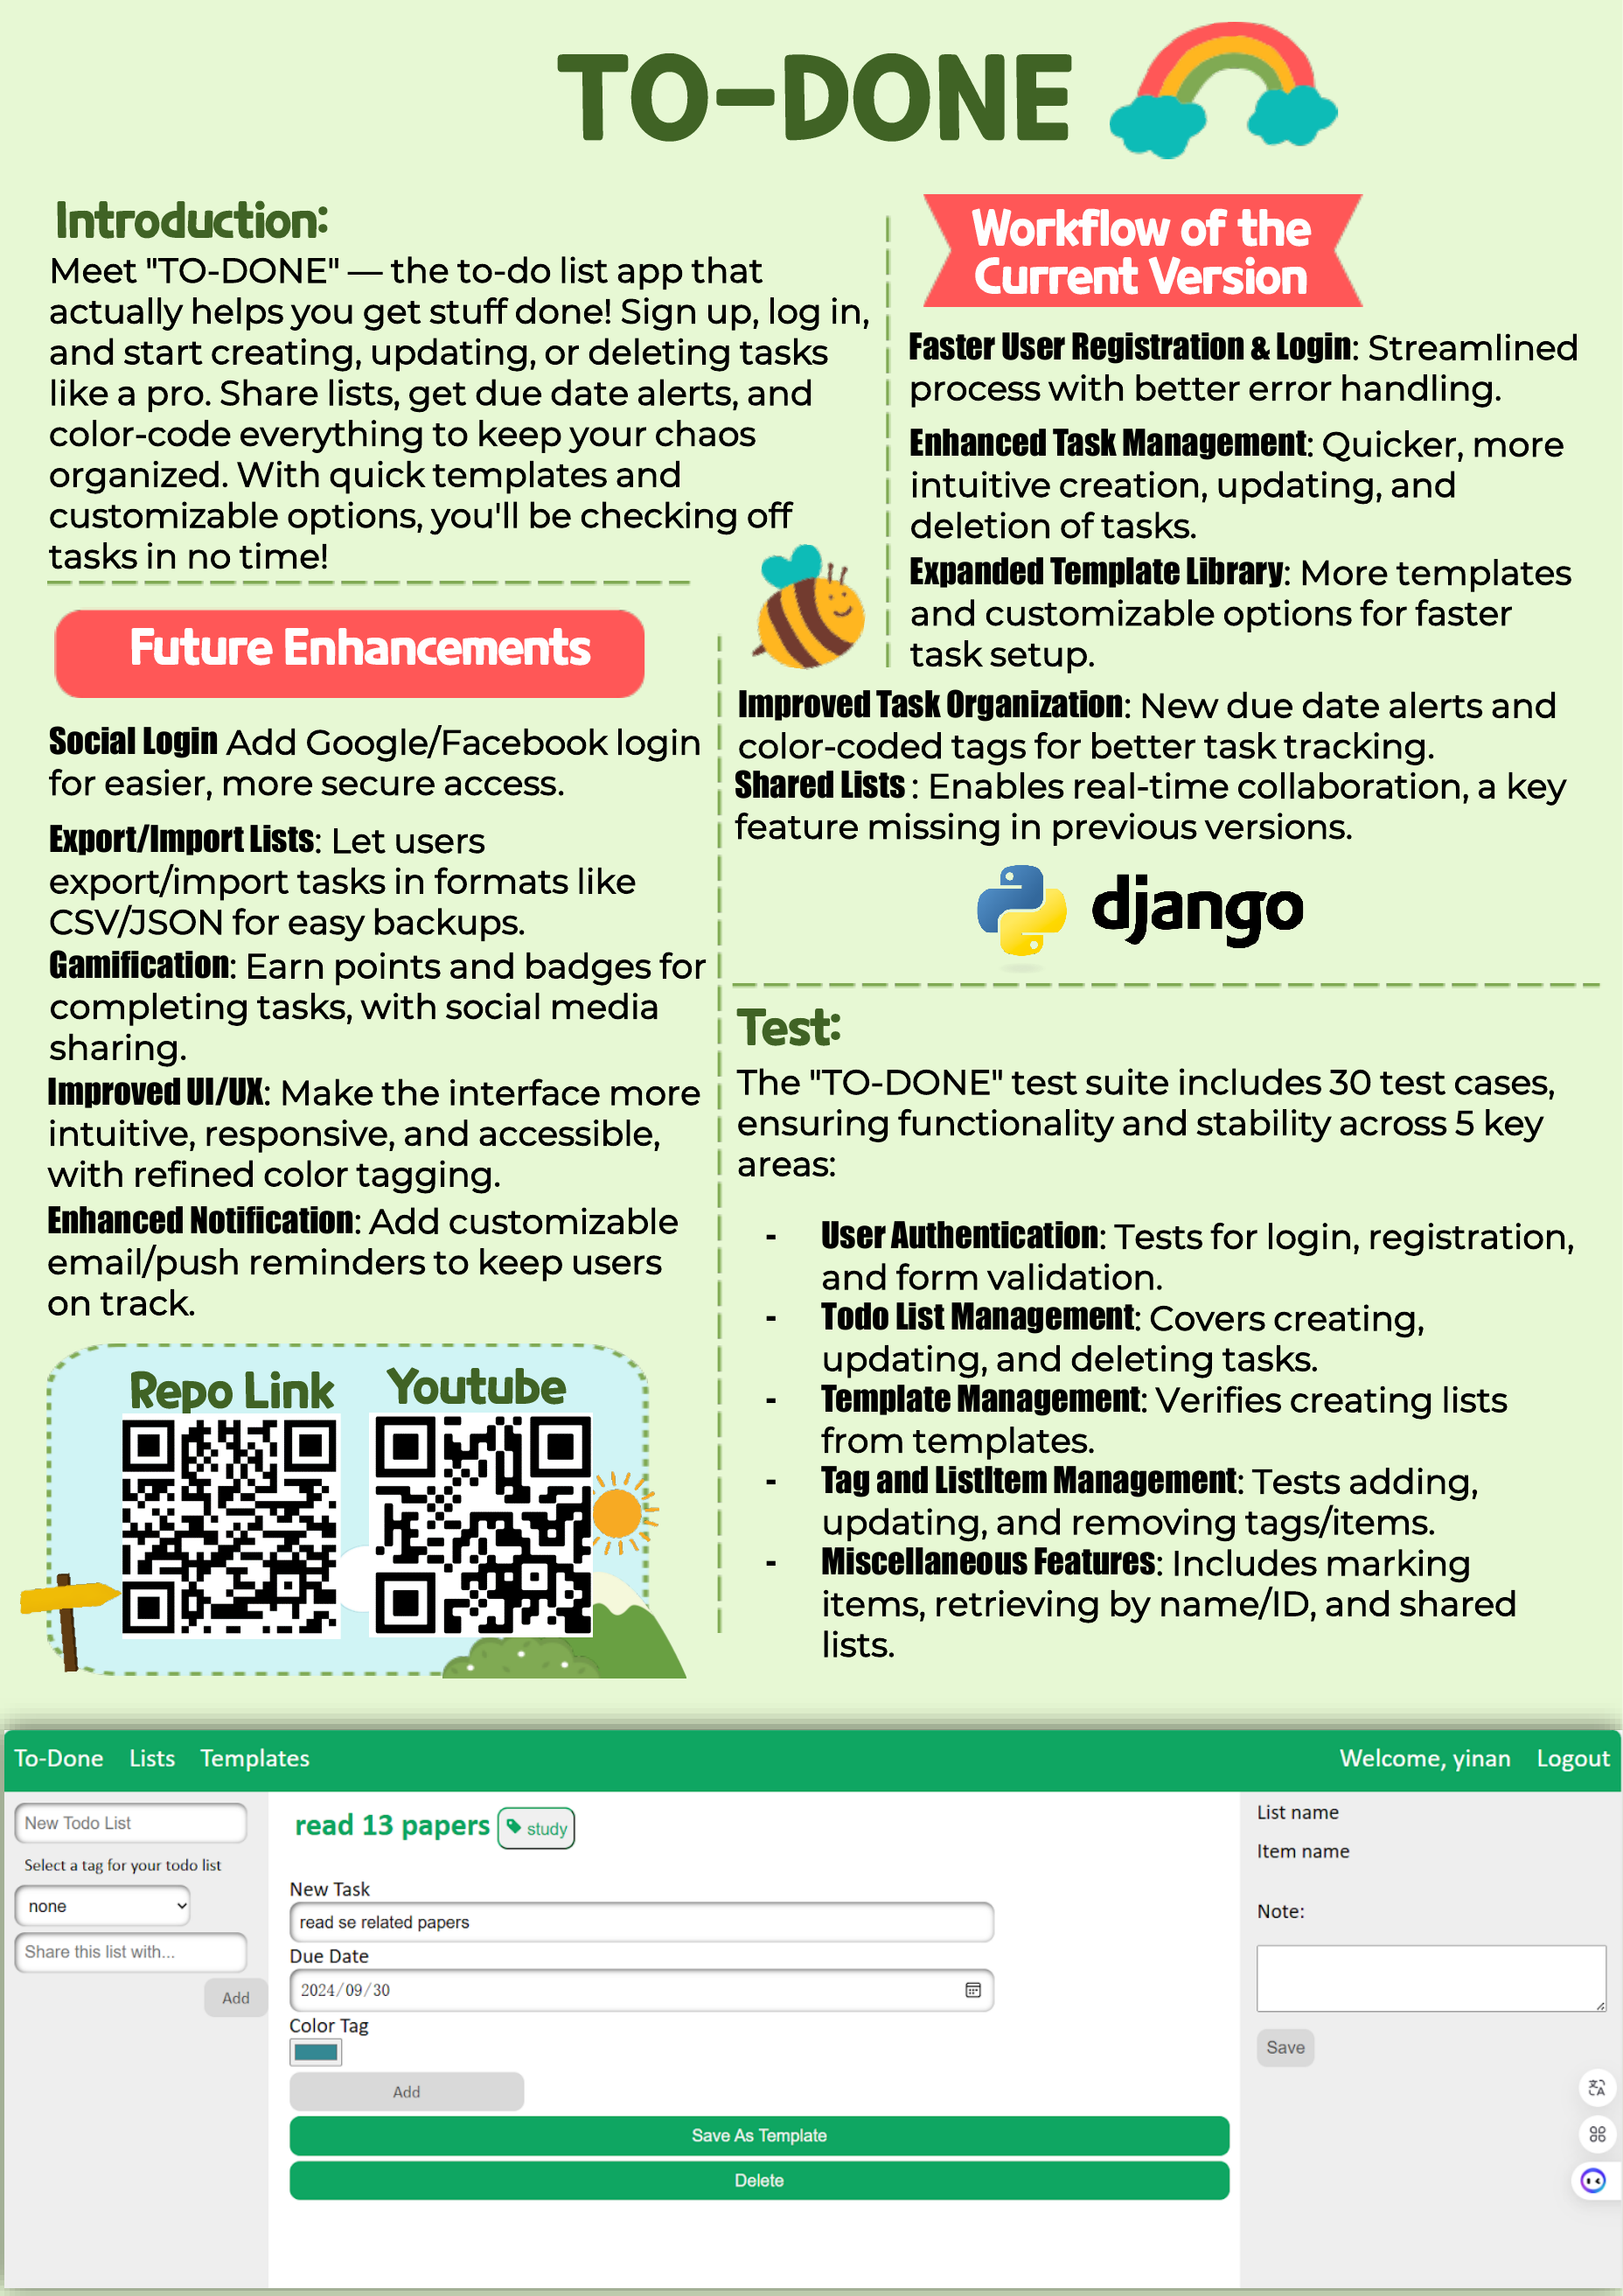 TO-DONE
Introduction:
Meet "TO-DONE" — the to-do list app that
actually helps you get stuff done! Sign up, log in,
and start creating, updating, or deleting tasks
like a pro. Share lists, get due date alerts, and
color-code everything to keep your chaos
organized. With quick templates and
customizable options, you'll be checking off
tasks in no time!
Future Enhancements
Social Login Add Google/Facebook login
for easier, more secure access.
Export/Import Lists: Let users
export/import tasks in formats like
CSV/JSON for easy backups.
Gamification: Earn points and badges for
completing tasks, with social media
sharing.
Improved UI/UX: Make the interface more
intuitive, responsive, and accessible,
with refined color tagging.
Enhanced Notification: Add customizable
email/push reminders to keep users
on track.
Repo Link
Youtube
Workflow of the
Current Version
Faster User Registration & Login: Streamlined
process with better error handling.
Enhanced Task Management: Quicker, more
intuitive creation, updating, and
deletion of tasks.
Expanded Template Library: More templates
and customizable options for faster
task setup.
Improved Task Organization: New due date alerts and
color-coded tags for better task tracking.
Shared Lists : Enables real-time collaboration, a key
feature missing in previous versions.
django
Test:
The "TO-DONE" test suite includes 30 test cases,
ensuring functionality and stability across 5 key
areas:
- User Authentication: Tests for login, registration,
and form validation.
- Todo List Management: Covers creating,
updating, and deleting tasks.
- Template Management: Verifies creating lists
from templates.
- Tag and ListItem Management: Tests adding,
updating, and removing tags/items.
- Miscellaneous Features: Includes marking
items, retrieving by name/ID, and shared
lists.
To-Done Lists Templates Welcome, yinan Logout
New Todo List
Select a tag for your todo list
none
Share this list with...
Add
read 13 papers study
New Task
read se related papers
Due Date
2024/09/30
Color Tag
Add
Save As Template
Delete
List name
Item name
Note:
Save